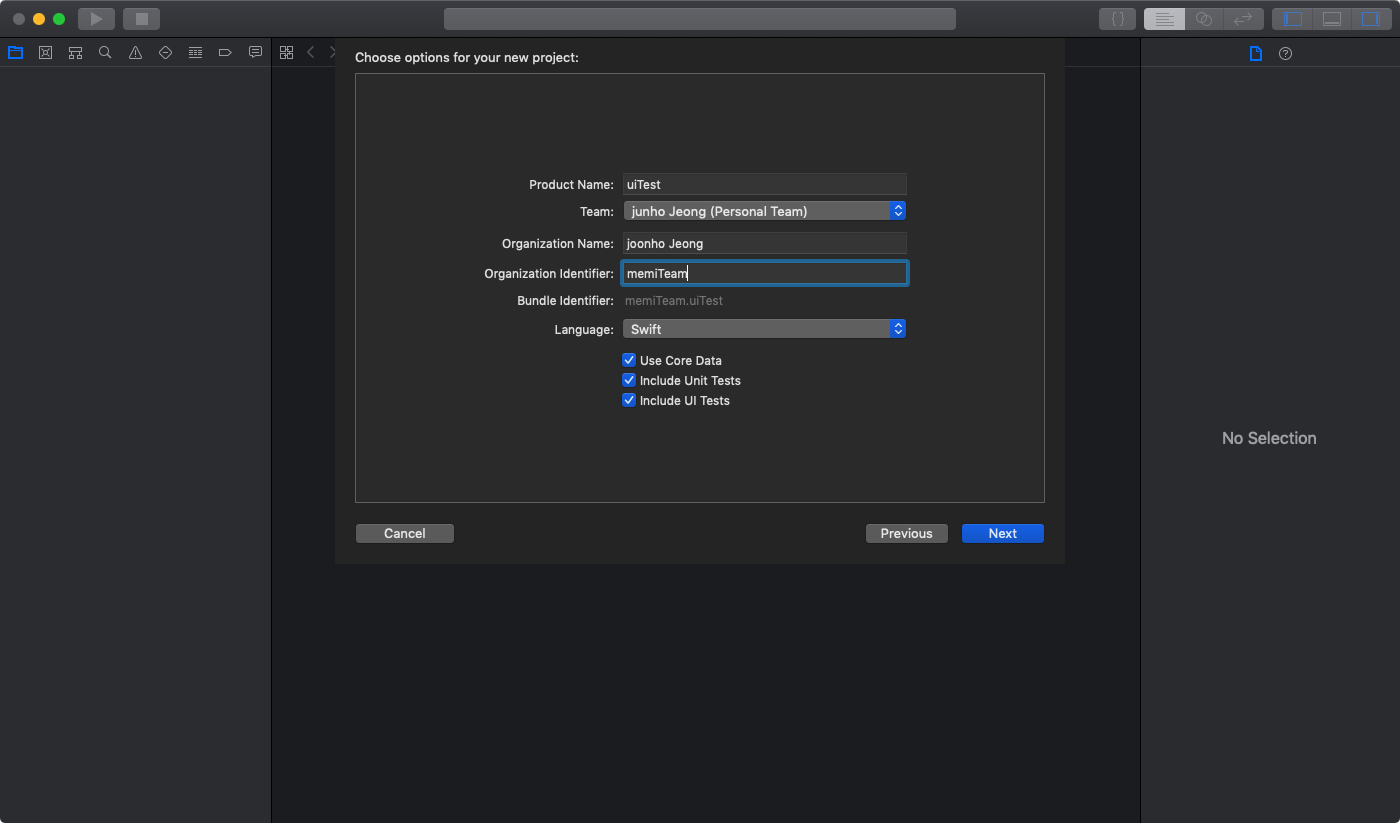 Choose options for your new project:
Product Name: uiTest
Team: junho Jeong (Personal Team)
Organization Name: joonho Jeong
Organization Identifier: memiTeam
Bundle Identifier: memiTeam.uiTest
Language: Swift
Use Core Data
Include Unit Tests
Include UI Tests
No Selection
Cancel Previous Next